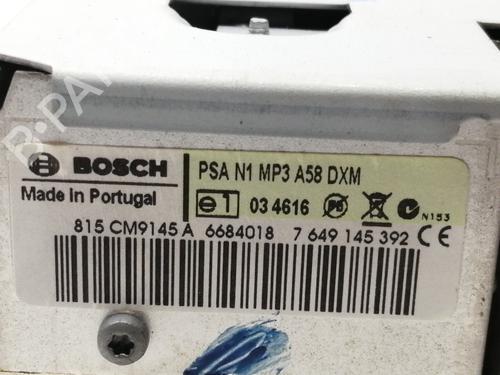 BOSCH
PSA N1 MP3 A58 DXM
Made in Portugal
e1 03 4616
N153
815 CM9145 A 6684018 7 649 145 392 CE
B-PARTS